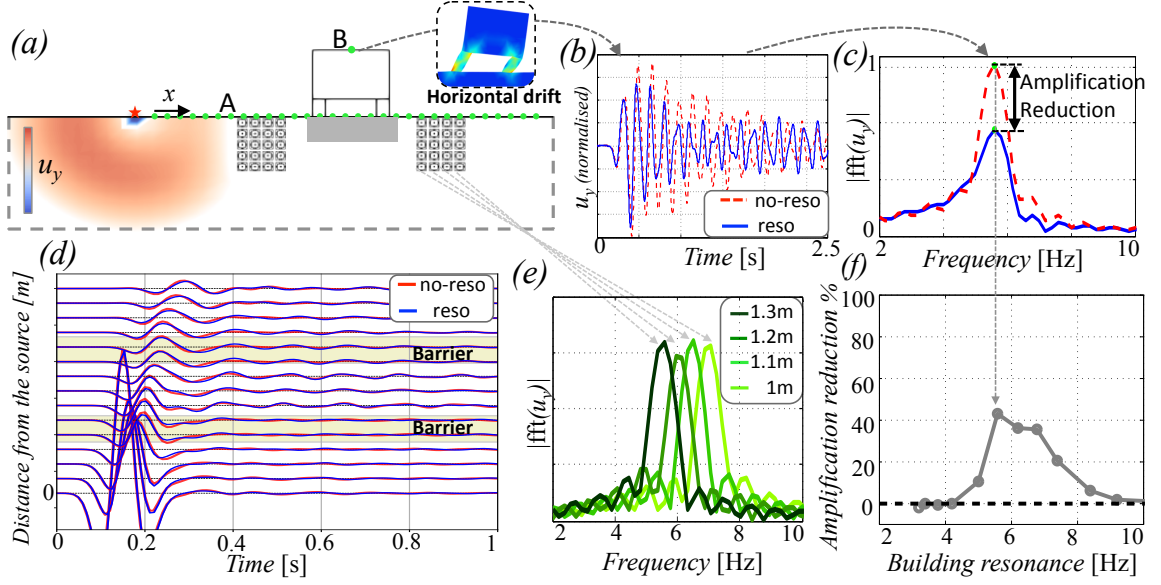 (a)
B
x
A
u_y
Horizontal drift
(b)
u_y (normalised)
no-reso
reso
0
2.5
Time [s]
(c)
1
|fft(u_y)|
0
Amplification
Reduction
2
10
Frequency [Hz]
(d)
Distance from the source [m]
no-reso
reso
Barrier
Barrier
0
0 0.2 0.4 0.6 0.8 1
Time [s]
(e)
|fft(u_y)|
1.3m
1.2m
1.1m
1m
2 4 6 8 10
Frequency [Hz]
(f)
Amplification reduction %
100
80
60
40
20
0
2 4 6 8 10
Building resonance [Hz]